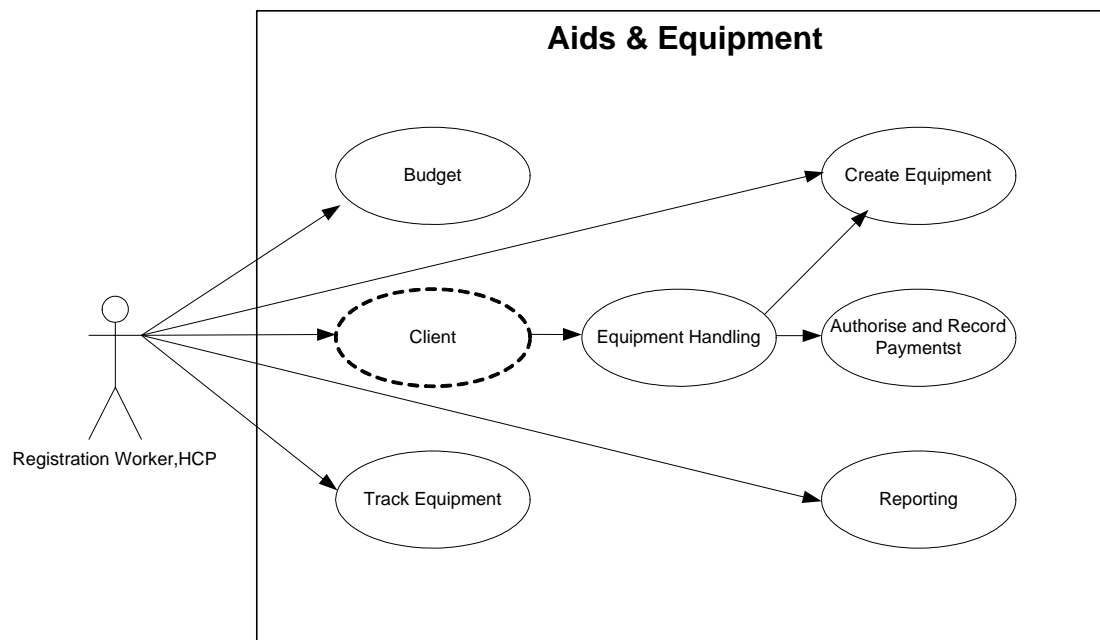 Aids & Equipment
Budget
Create Equipment
Client
Equipment Handling
Authorise and Record
Paymentst
Registration Worker,HCP
Track Equipment
Reporting